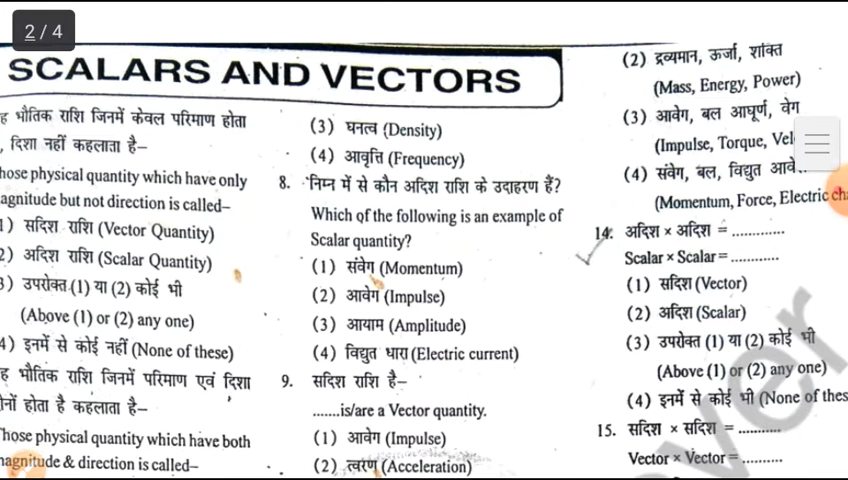 2 / 4
SCALARS AND VECTORS
ह भौतिक राशि जिनमें केवल परिमाण होता
, दिशा नहीं कहलाता है–
hose physical quantity which have only
agnitude but not direction is called–
1) सदिश राशि (Vector Quantity)
2) अदिश राशि (Scalar Quantity)
3) उपरोक्त (1) या (2) कोई भी
(Above (1) or (2) any one)
4) इनमें से कोई नहीं (None of these)
ह भौतिक राशि जिनमें परिमाण एवं दिशा
ोनों होता है कहलाता है–
Those physical quantity which have both
magnitude & direction is called–
(3) घनत्व (Density)
(4) आवृत्ति (Frequency)
8. निम्न में से कौन अदिश राशि के उदाहरण हैं?
Which of the following is an example of
Scalar quantity?
(1) संवेग (Momentum)
(2) आवेग (Impulse)
(3) आयाम (Amplitude)
(4) विद्युत धारा (Electric current)
9. सदिश राशि है–
.......is/are a Vector quantity.
(1) आवेग (Impulse)
(2) त्वरण (Acceleration)
(2) द्रव्यमान, ऊर्जा, शक्ति
(Mass, Energy, Power)
(3) आवेग, बल आघूर्ण, वेग
(Impulse, Torque, Vel
(4) संवेग, बल, विद्युत आवे
(Momentum, Force, Electric ch
14. अदिश × अदिश = .............
Scalar × Scalar = ............
(1) सदिश (Vector)
(2) अदिश (Scalar)
(3) उपरोक्त (1) या (2) कोई भी
(Above (1) or (2) any one)
(4) इनमें से कोई भी (None of thes
15. सदिश × सदिश = ...........
Vector × Vector = ..........
ver